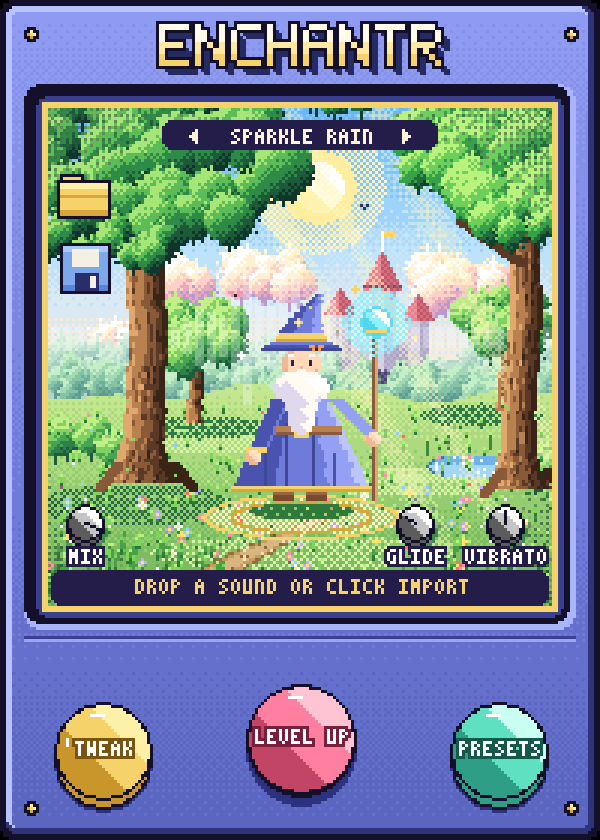 ENCHANTR
SPARKLE RAIN
MIX
GLIDE
VIBRATO
DROP A SOUND OR CLICK IMPORT
TWEAK
LEVEL UP
PRESETS